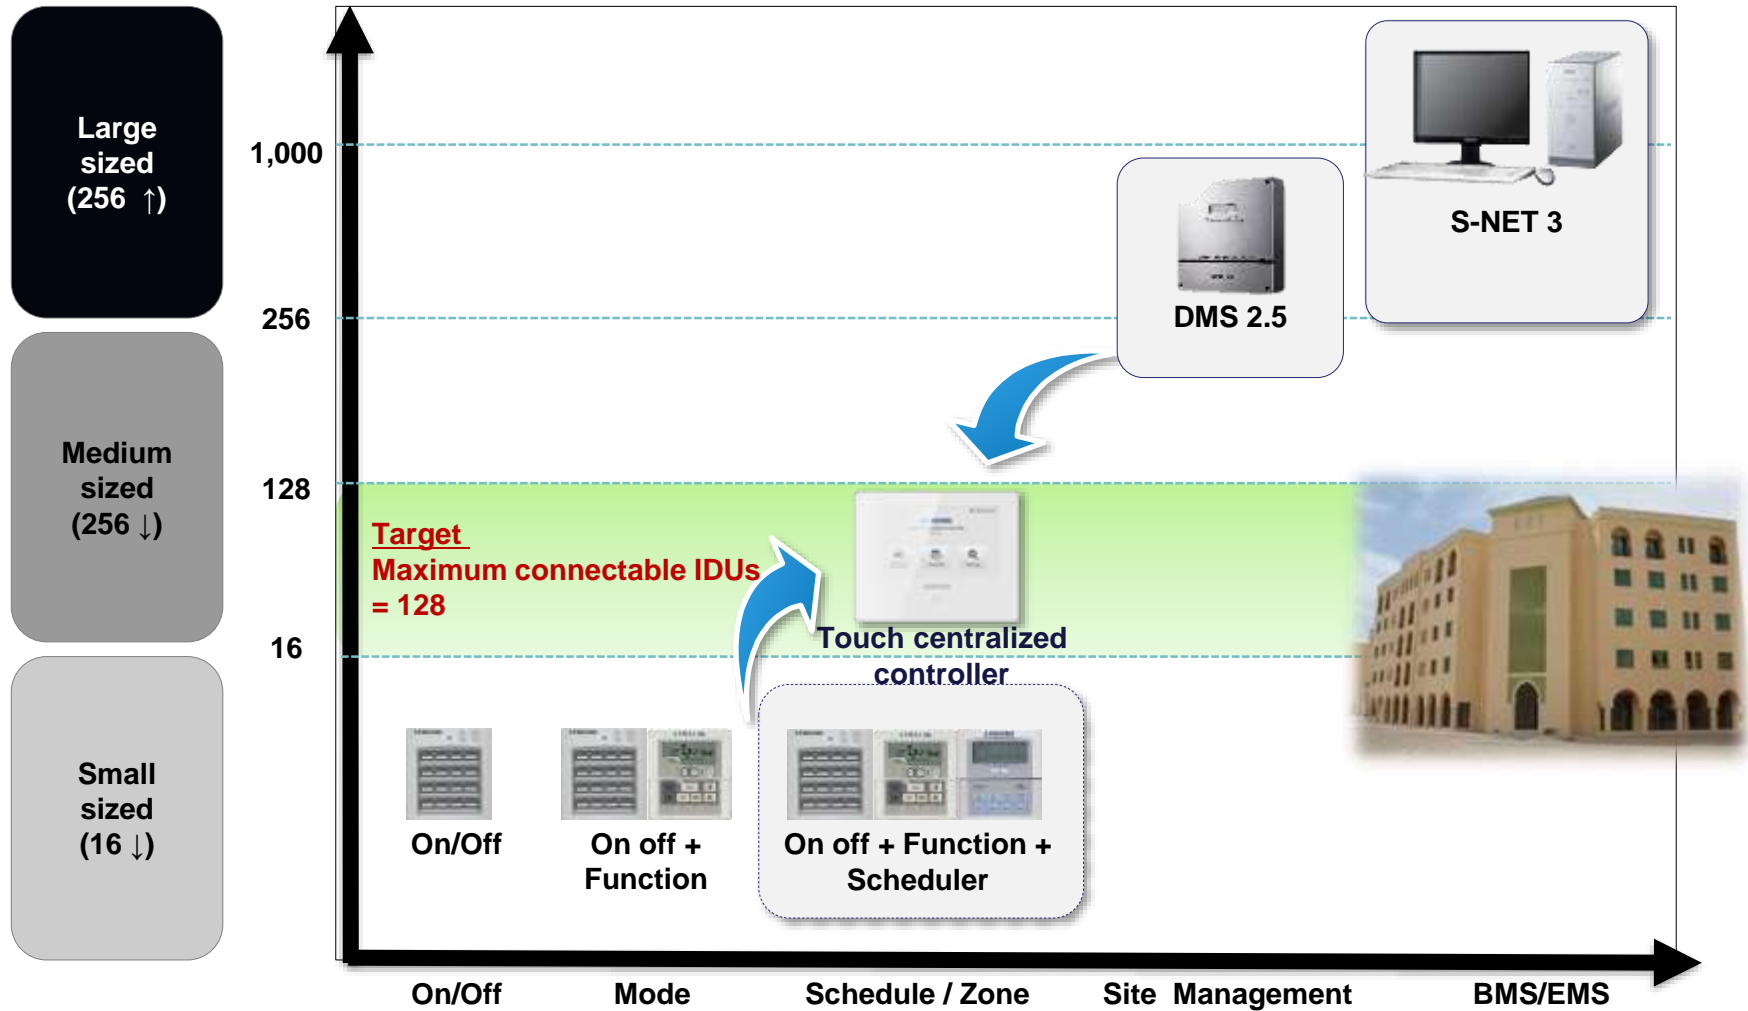 Large
sized
(256 ↑)
Medium
sized
(256 ↓)
Small
sized
(16 ↓)
1,000
256
128
16
S-NET 3
DMS 2.5
Target
Maximum connectable IDUs
= 128
Touch centralized
controller
On/Off
On off +
Function
On off + Function +
Scheduler
On/Off
Mode
Schedule / Zone
Site Management
BMS/EMS